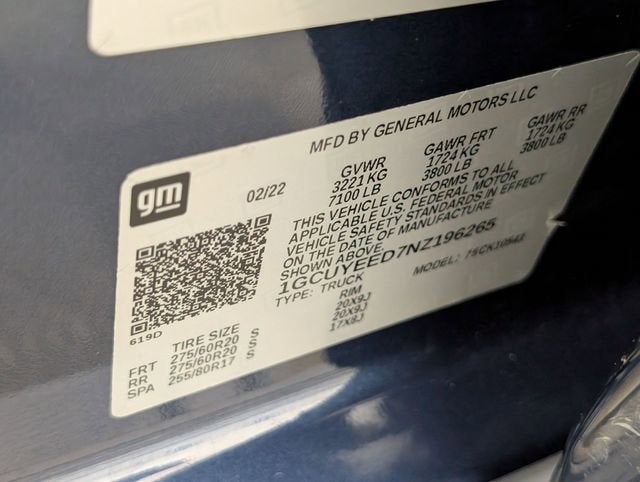 MFD BY GENERAL MOTORS LLC
gm
02/22
GVWR GAWR FRT GAWR RR
3221 KG 1724 KG 1724 KG
7100 LB 3800 LB 3800 LB
THIS VEHICLE CONFORMS TO ALL
APPLICABLE U.S. FEDERAL MOTOR
VEHICLE SAFETY STANDARDS IN EFFECT
ON THE DATE OF MANUFACTURE
SHOWN ABOVE.
1GCUYEED7NZ196265
TYPE: TRUCK MODEL:
619D
TIRE SIZE RIM
FRT 275/60R20 S 20X9J
RR 275/60R20 S 20X9J
SPA 255/80R17 S 17X8J